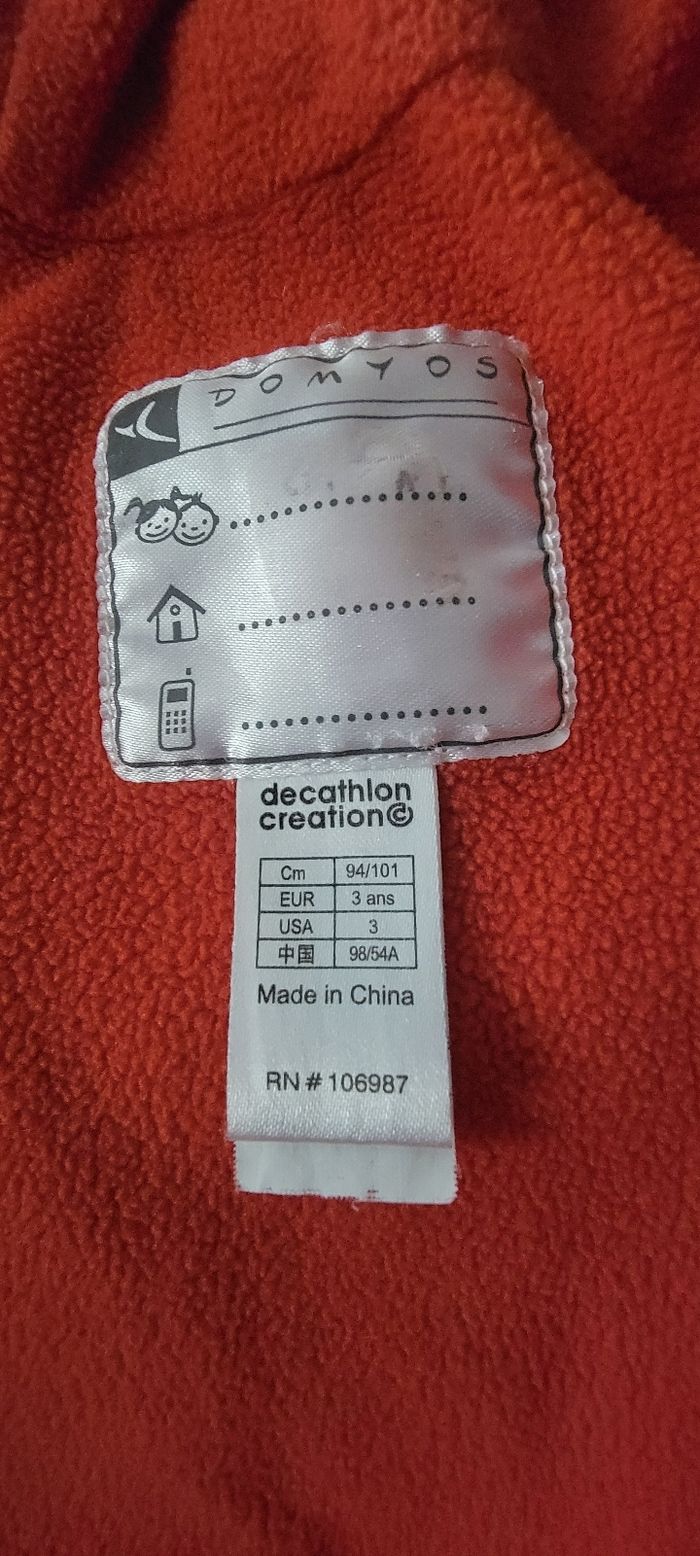 DOMYOS
decathlon
creation
Cm 94/101
EUR 3 ans
USA 3
中国 98/54A
Made in China
RN # 106987